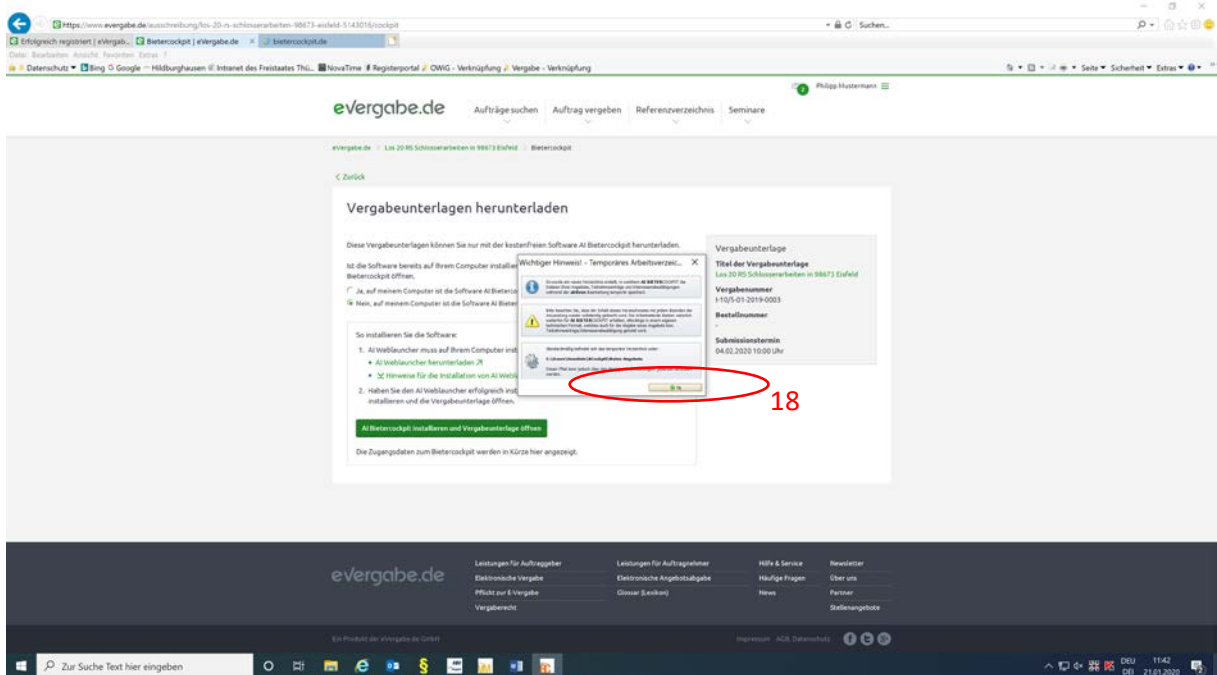 https://www.evergabe.de/ausschreibung/los-20-rs-schlosserarbeiten-98673-eisfeld-5143016/cockpit
Suchen...
Erfolgreich registriert | eVergab...
Bietercockpit | eVergabe.de
bietercockpit.de
Datei Bearbeiten Ansicht Favoriten Extras ?
Datenschutz
Bing
Google
Hildburghausen
Intranet des Freistaates Thü...
NovaTime
Registerportal
OWiG - Verknüpfung
Vergabe - Verknüpfung
Seite
Sicherheit
Extras
2
Philipp Mustermann
evergabe.de
Aufträge suchen
Auftrag vergeben
Referenzverzeichnis
Seminare
eVergabe.de
Los 20 RS Schlosserarbeiten in 98673 Eisfeld
Bietercockpit
< Zurück
Vergabeunterlagen herunterladen
Diese Vergabeunterlagen können Sie nur mit der kostenfreien Software AI Bietercockpit herunterladen.
Ist die Software bereits auf Ihrem Computer installier
Bietercockpit öffnen.
Ja, auf meinem Computer ist die Software AI Bieter
Nein, auf meinem Computer ist die Software AI Bieter
So installieren Sie die Software:
1. AI Weblauncher muss auf Ihrem Computer inst
AI Weblauncher herunterladen
Hinweise für die Installation von AI Webl
2. Haben Sie den AI Weblauncher erfolgreich inst
installieren und die Vergabeunterlage öffnen.
AI Bietercockpit installieren und Vergabeunterlage öffnen
Die Zugangsdaten zum Bietercockpit werden in Kürze hier angezeigt.
Wichtiger Hinweis! - Temporäres Arbeitsverzeic...
Ok
18
Vergabeunterlage
Titel der Vergabeunterlage
Los 20 RS Schlosserarbeiten in 98673 Eisfeld
Vergabenummer
I-10/5-01-2019-0003
Bestellnummer
-
Submissionstermin
04.02.2020 10:00 Uhr
evergabe.de
Leistungen für Auftraggeber
Elektronische Vergabe
Pflicht zur E-Vergabe
Vergaberecht
Leistungen für Auftragnehmer
Elektronische Angebotsabgabe
Glossar (Lexikon)
Hilfe & Service
Häufige Fragen
News
Newsletter
Über uns
Partner
Stellenangebote
Ein Produkt der eVergabe.de GmbH
Impressum
AGB, Datenschutz
Zur Suche Text hier eingeben
DEU
DEI
11:42
21.01.2020